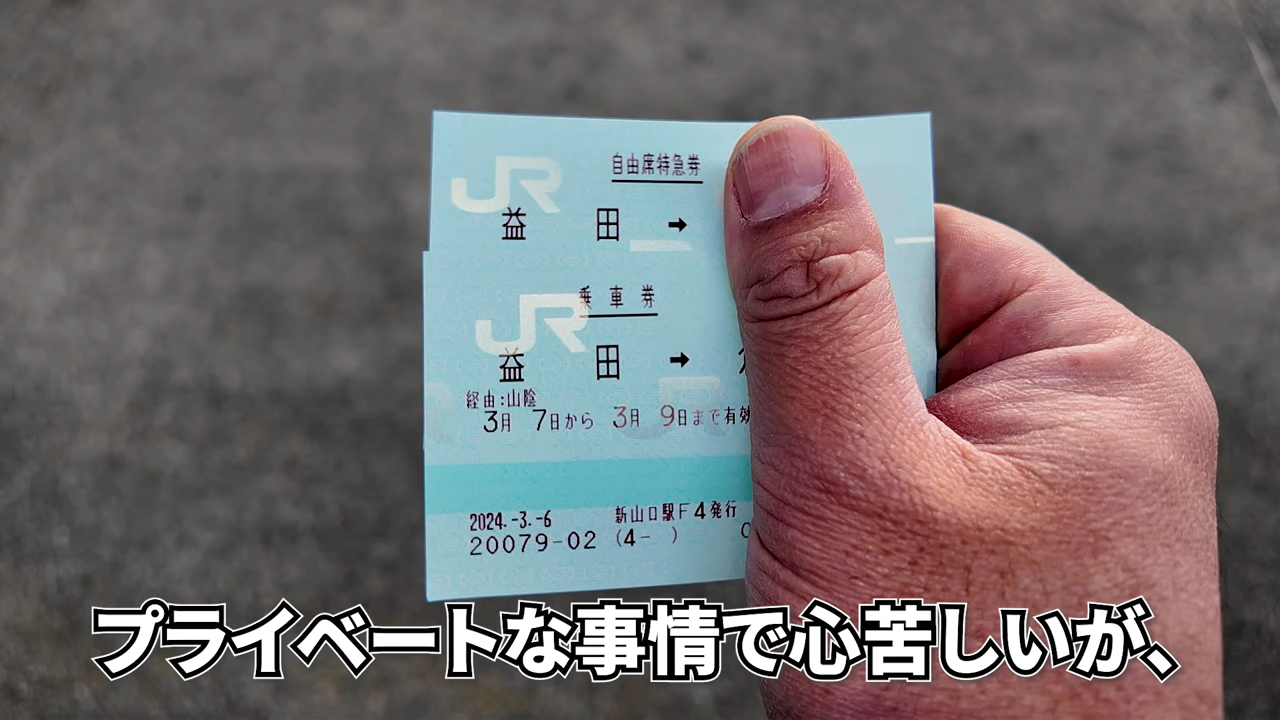 JR
自由席特急券
益 田 →
JR
乗 車 券
益 田 →
経由:山陰
3月 7日から 3月 9日まで有効
2024.-3.-6 新山口駅F4発行
20079-02 (4- )
プライベートな事情で心苦しいが、